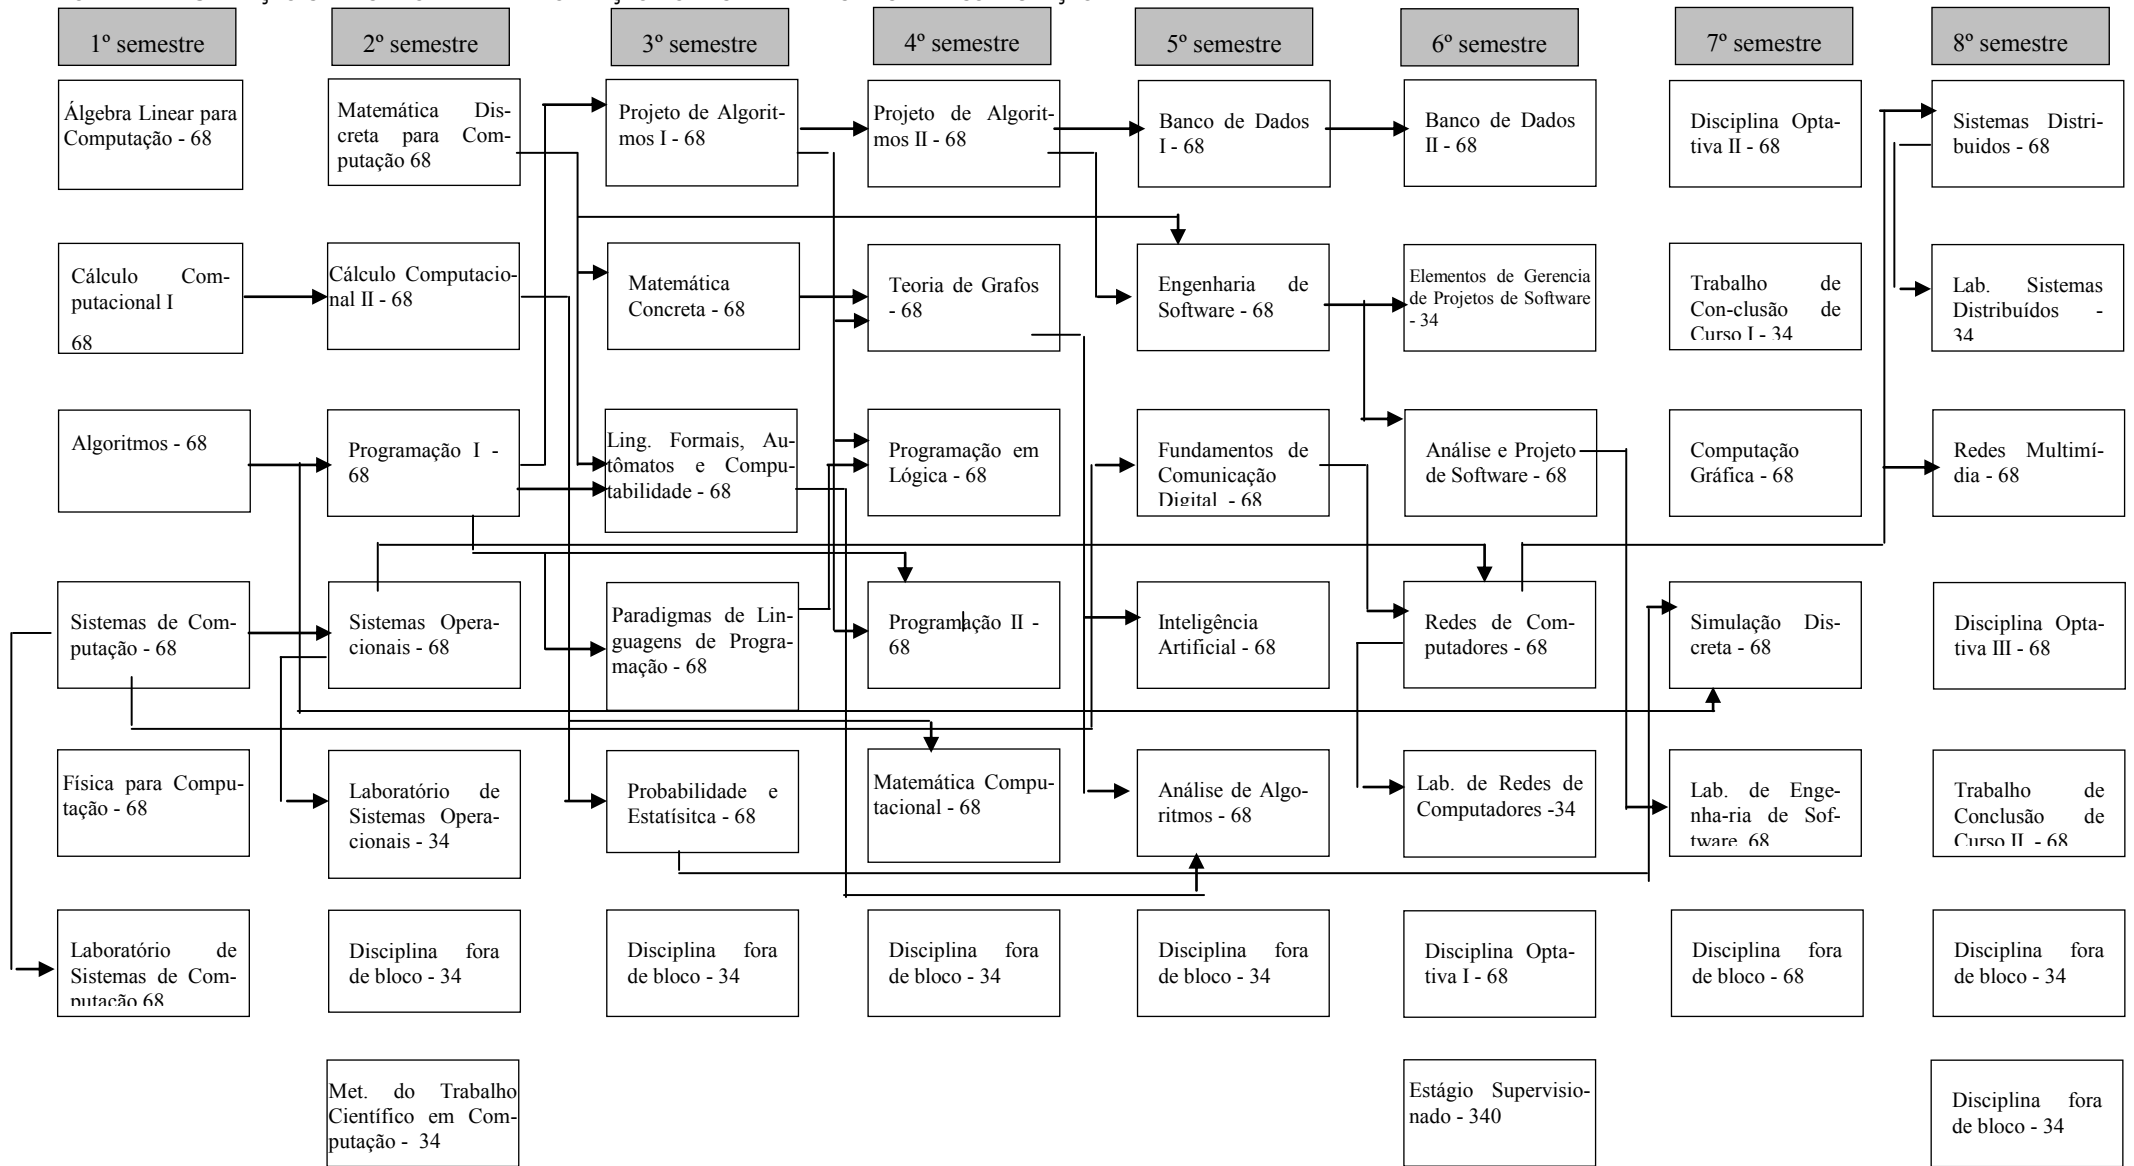 1º semestre
2º semestre
3º semestre
4º semestre
5º semestre
6º semestre
7º semestre
8º semestre
Álgebra Linear para
Computação - 68
Matemática Dis-
creta para Com-
putação 68
Projeto de Algorit-
mos I - 68
Projeto de Algorit-
mos II - 68
Banco de Dados
I - 68
Banco de Dados
II - 68
Disciplina Opta-
tiva II - 68
Sistemas Distri-
buidos - 68
Cálculo Com-
putacional I
68
Cálculo Computacio-
nal II - 68
Matemática
Concreta - 68
Teoria de Grafos
- 68
Engenharia de
Software - 68
Elementos de Gerencia
de Projetos de Software
- 34
Trabalho de
Con-clusão de
Curso I - 34
Lab. Sistemas
Distribuídos -
34
Algoritmos - 68
Programação I -
68
Ling. Formais, Au-
tômatos e Compu-
tabilidade - 68
Programação em
Lógica - 68
Fundamentos de
Comunicação
Digital - 68
Análise e Projeto
de Software - 68
Computação
Gráfica - 68
Redes Multimí-
dia - 68
Sistemas de Com-
putação - 68
Sistemas Opera-
cionais - 68
Paradigmas de Lin-
guagens de Progra-
mação - 68
Programação II -
68
Inteligência
Artificial - 68
Redes de Com-
putadores - 68
Simulação Dis-
creta - 68
Disciplina Opta-
tiva III - 68
Física para Compu-
tação - 68
Laboratório de
Sistemas Opera-
cionais - 34
Probabilidade e
Estatísitca - 68
Matemática Compu-
tacional - 68
Análise de Algo-
ritmos - 68
Lab. de Redes de
Computadores -34
Lab. de Enge-
nha-ria de Sof-
tware 68
Trabalho de
Conclusão de
Curso II - 68
Laboratório de
Sistemas de Com-
putação 68
Disciplina fora
de bloco - 34
Disciplina fora
de bloco - 34
Disciplina fora
de bloco - 34
Disciplina fora
de bloco - 34
Disciplina Opta-
tiva I - 68
Disciplina fora
de bloco - 68
Disciplina fora
de bloco - 34
Met. do Trabalho
Científico em Com-
putação - 34
Estágio Supervisio-
nado - 340
Disciplina fora
de bloco - 34